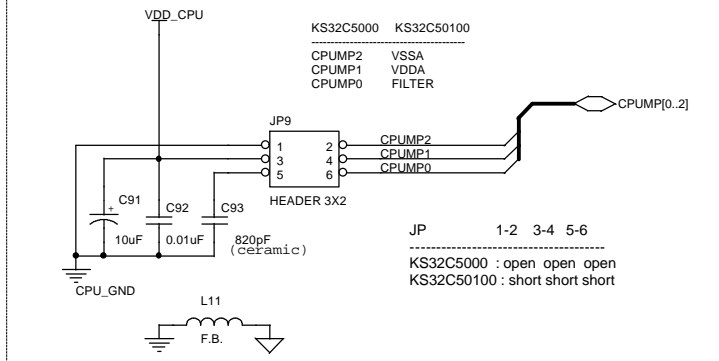 VDD_CPU
KS32C5000 KS32C50100
----------------------------------------
CPUMP2 VSSA
CPUMP1 VDDA
CPUMP0 FILTER
CPUMP[0..2]
JP9
1 2 CPUMP2
3 4 CPUMP1
5 6 CPUMP0
HEADER 3X2
C91 C92 C93
+
10uF 0.01uF 820pF
(ceramic)
JP 1-2 3-4 5-6
----------------------------------------
KS32C5000 : open open open
KS32C50100 : short short short
CPU_GND
L11
F.B.